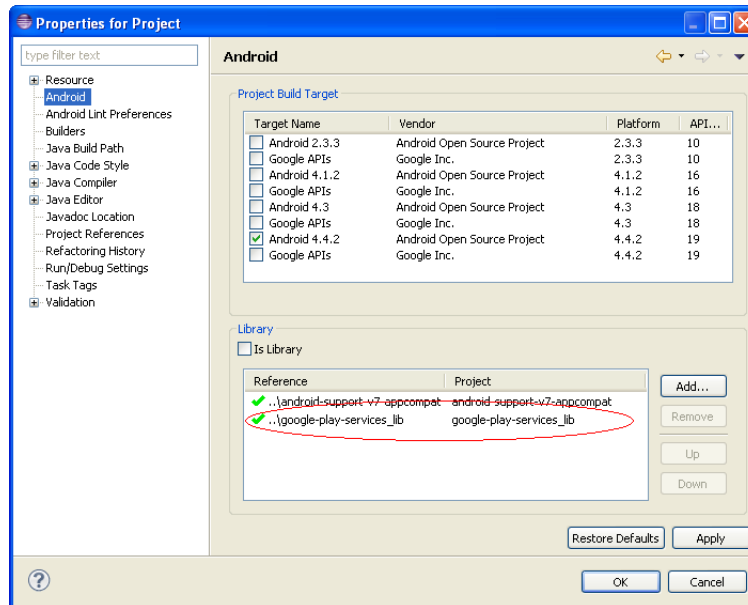 Properties for Project
type filter text
Resource
Android
Android Lint Preferences
Builders
Java Build Path
Java Code Style
Java Compiler
Java Editor
Javadoc Location
Project References
Refactoring History
Run/Debug Settings
Task Tags
Validation
Android
Project Build Target
Target Name Vendor Platform API...
Android 2.3.3 Android Open Source Project 2.3.3 10
Google APIs Google Inc. 2.3.3 10
Android 4.1.2 Android Open Source Project 4.1.2 16
Google APIs Google Inc. 4.1.2 16
Android 4.3 Android Open Source Project 4.3 18
Google APIs Google Inc. 4.3 18
Android 4.4.2 Android Open Source Project 4.4.2 19
Google APIs Google Inc. 4.4.2 19
Library
Is Library
Reference Project
..\android-support-v7-appcompat android-support-v7-appcompat
..\google-play-services_lib google-play-services_lib
Add...
Remove
Up
Down
Restore Defaults Apply
OK Cancel